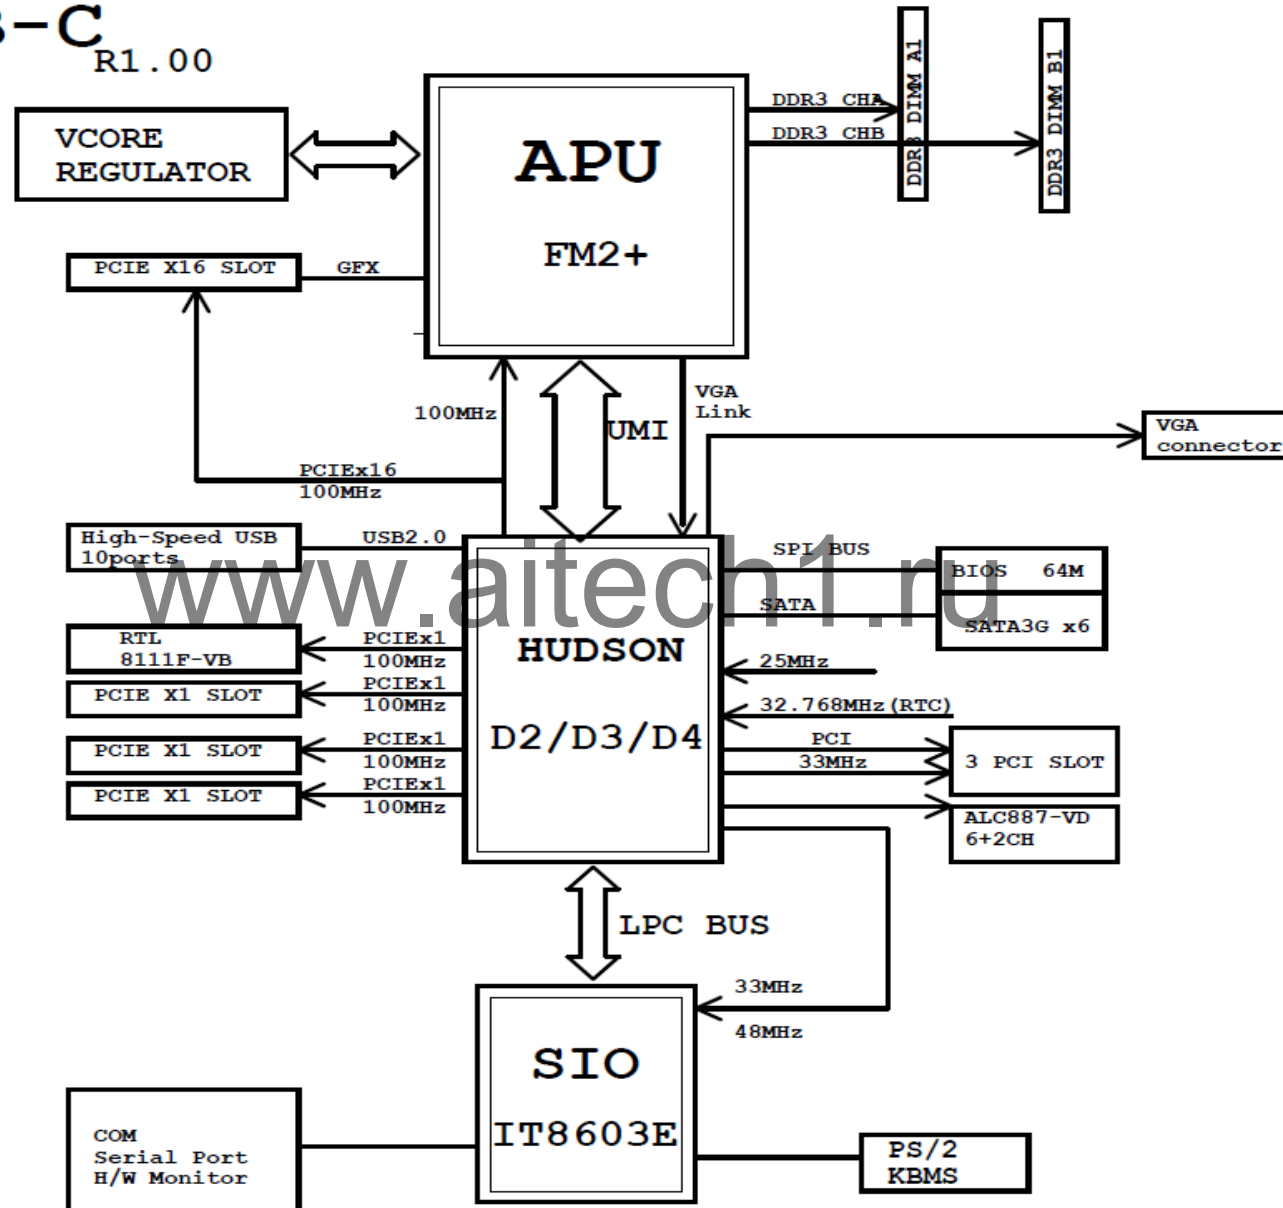 -C
R1.00
VCORE
REGULATOR
APU
FM2+
DDR3 CHA
DDR3 CHB
DDR3 DIMM A1
DDR3 DIMM B1
PCIE X16 SLOT
GFX
100MHz
UMI
VGA
Link
VGA
connector
PCIEx16
100MHz
High-Speed USB
10ports
USB2.0
www.aitech1.ru
SPI BUS
BIOS 64M
SATA
SATA3G x6
RTL
8111F-VB
PCIEx1
100MHz
HUDSON
D2/D3/D4
25MHz
PCIE X1 SLOT
PCIEx1
100MHz
32.768MHz(RTC)
PCIE X1 SLOT
PCIEx1
100MHz
PCI
33MHz
3 PCI SLOT
PCIE X1 SLOT
PCIEx1
100MHz
ALC887-VD
6+2CH
LPC BUS
33MHz
48MHz
SIO
IT8603E
COM
Serial Port
H/W Monitor
PS/2
KBMS